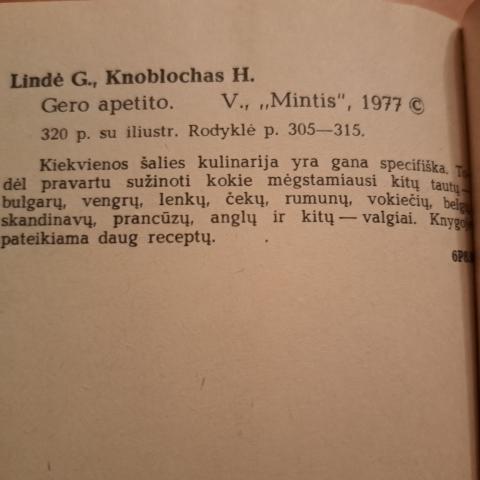 Lindė G., Knoblochas H.
Gero apetito. V., „Mintis", 1977 ©
320 p. su iliustr. Rodyklė p. 305—315.
Kiekvienos šalies kulinarija yra gana specifiška. To-
dėl pravartu sužinoti kokie mėgstamiausi kitų tautų —
bulgarų, vengrų, lenkų, čekų, rumunų, vokiečių, belgų,
skandinavų, prancūzų, anglų ir kitų — valgiai. Knygoje
pateikiama daug receptų.